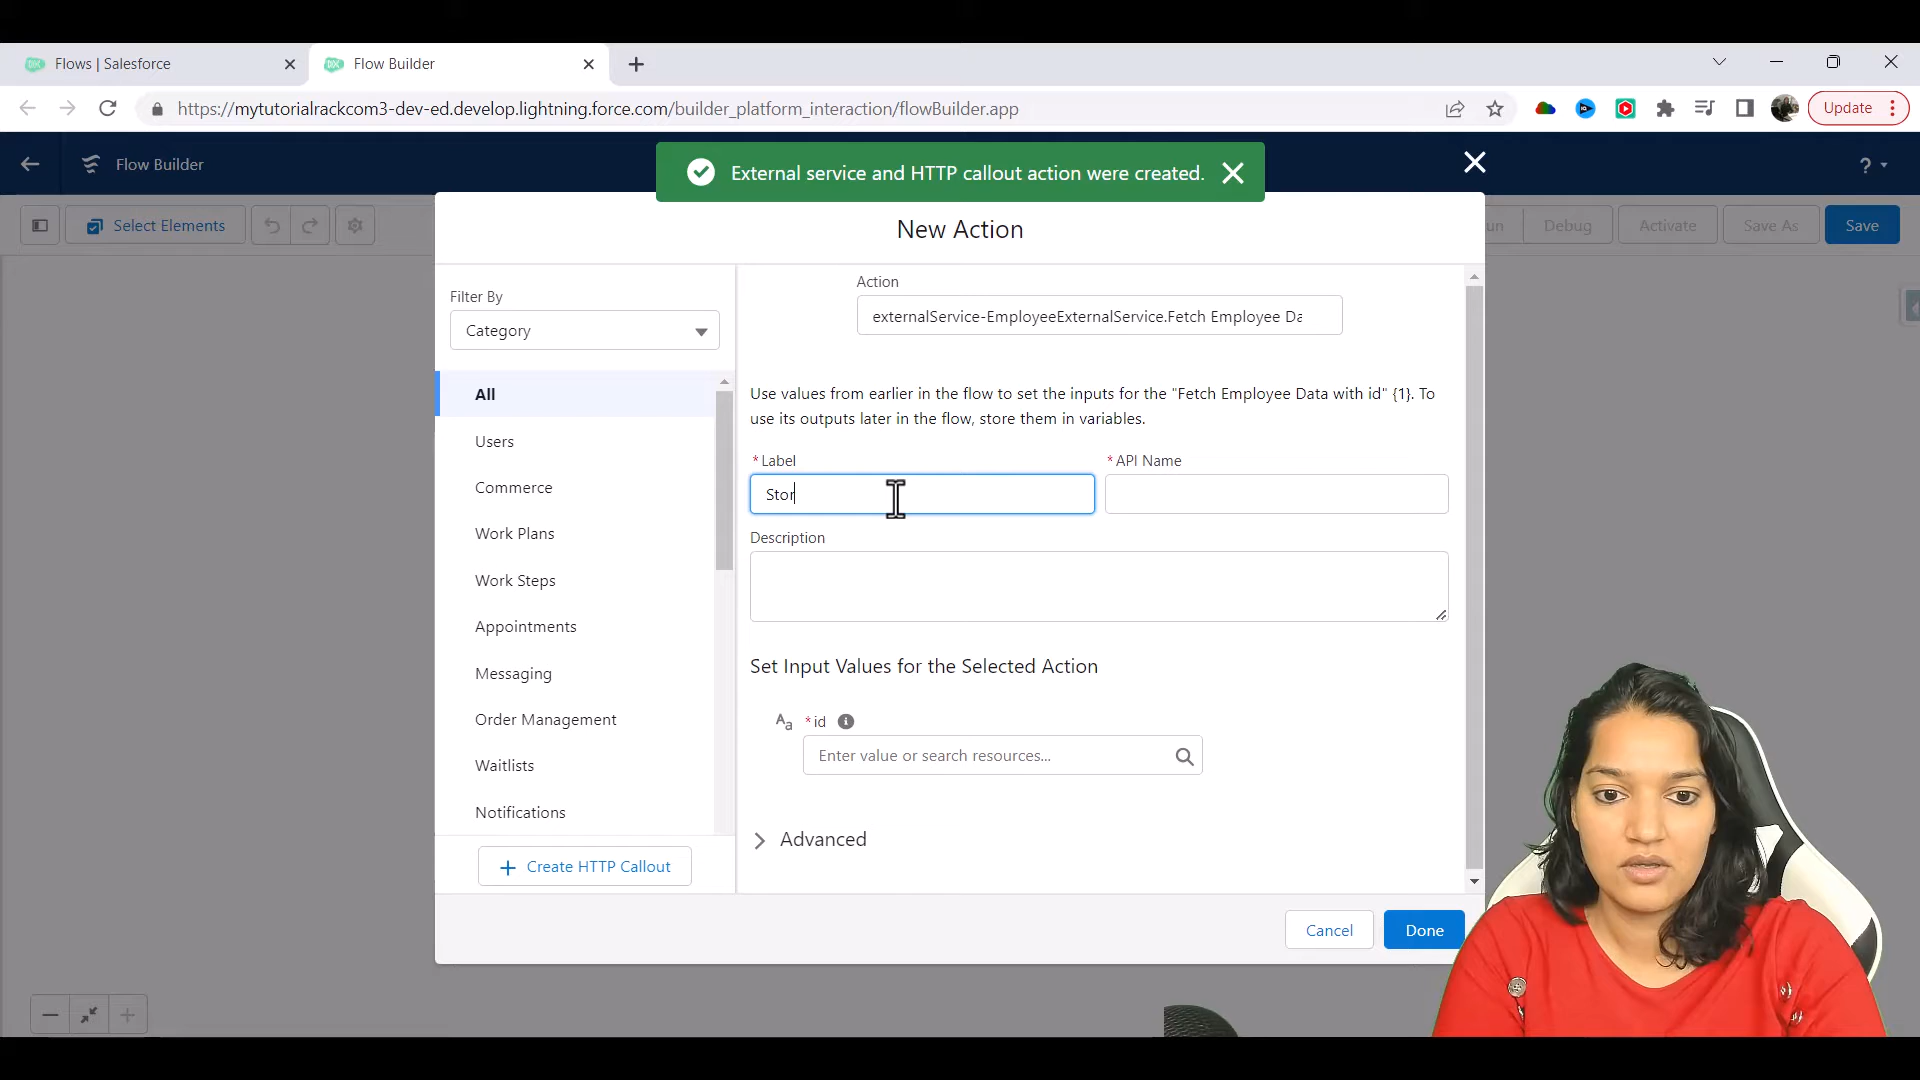 Flows | Salesforce
Flow Builder
https://mytutorialrackcom3-dev-ed.develop.lightning.force.com/builder_platform_interaction/flowBuilder.app
Update
Flow Builder
External service and HTTP callout action were created.
?
Select Elements
un
Debug
Activate
Save As
Save
New Action
Filter By
Category
All
Users
Commerce
Work Plans
Work Steps
Appointments
Messaging
Order Management
Waitlists
Notifications
+ Create HTTP Callout
Action
externalService-EmployeeExternalService.Fetch Employee Da
Use values from earlier in the flow to set the inputs for the "Fetch Employee Data with id" {1}. To
use its outputs later in the flow, store them in variables.
* Label
* API Name
Stor
Description
Set Input Values for the Selected Action
Aa * id
Enter value or search resources...
Advanced
Cancel
Done